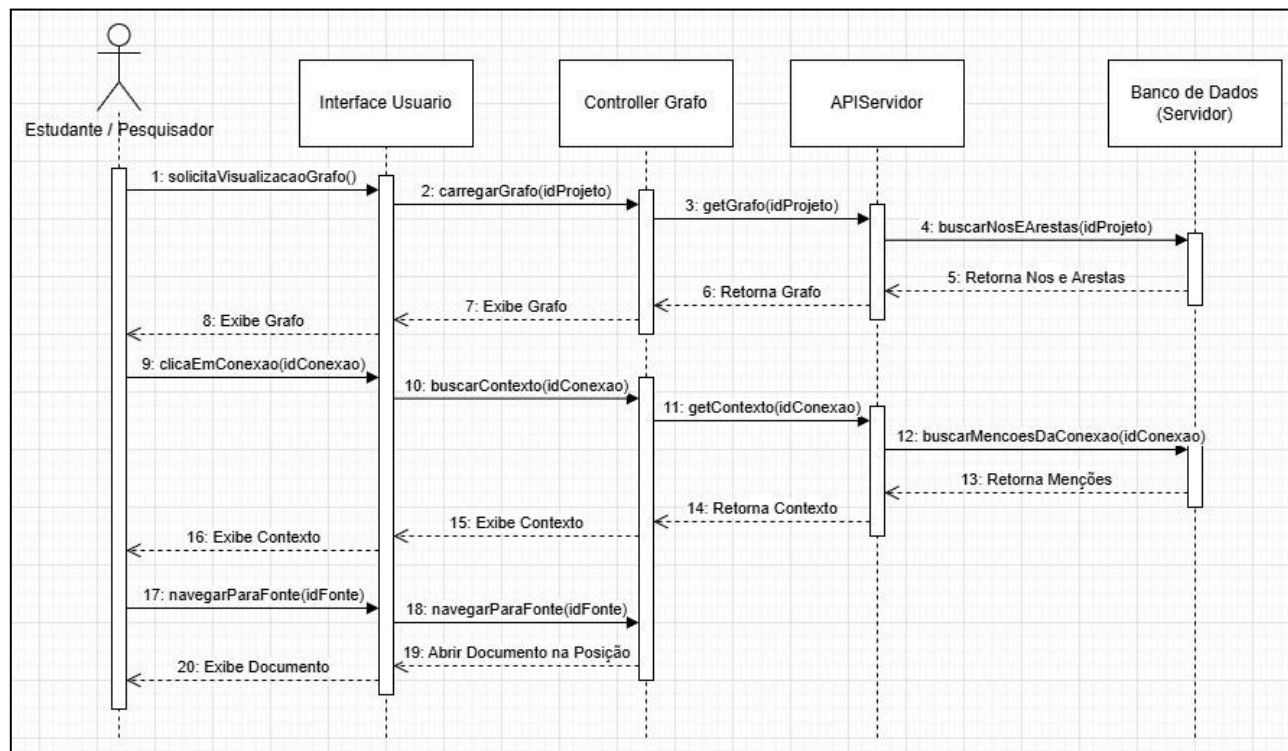 Estudante / Pesquisador
Interface Usuario
Controller Grafo
APIServidor
Banco de Dados
(Servidor)
1: solicitaVisualizacaoGrafo()
2: carregarGrafo(idProjeto)
3: getGrafo(idProjeto)
4: buscarNosEArestas(idProjeto)
5: Retorna Nos e Arestas
6: Retorna Grafo
7: Exibe Grafo
8: Exibe Grafo
9: clicaEmConexao(idConexao)
10: buscarContexto(idConexao)
11: getContexto(idConexao)
12: buscarMencoesDaConexao(idConexao)
13: Retorna Menções
14: Retorna Contexto
15: Exibe Contexto
16: Exibe Contexto
17: navegarParaFonte(idFonte)
18: navegarParaFonte(idFonte)
19: Abrir Documento na Posição
20: Exibe Documento